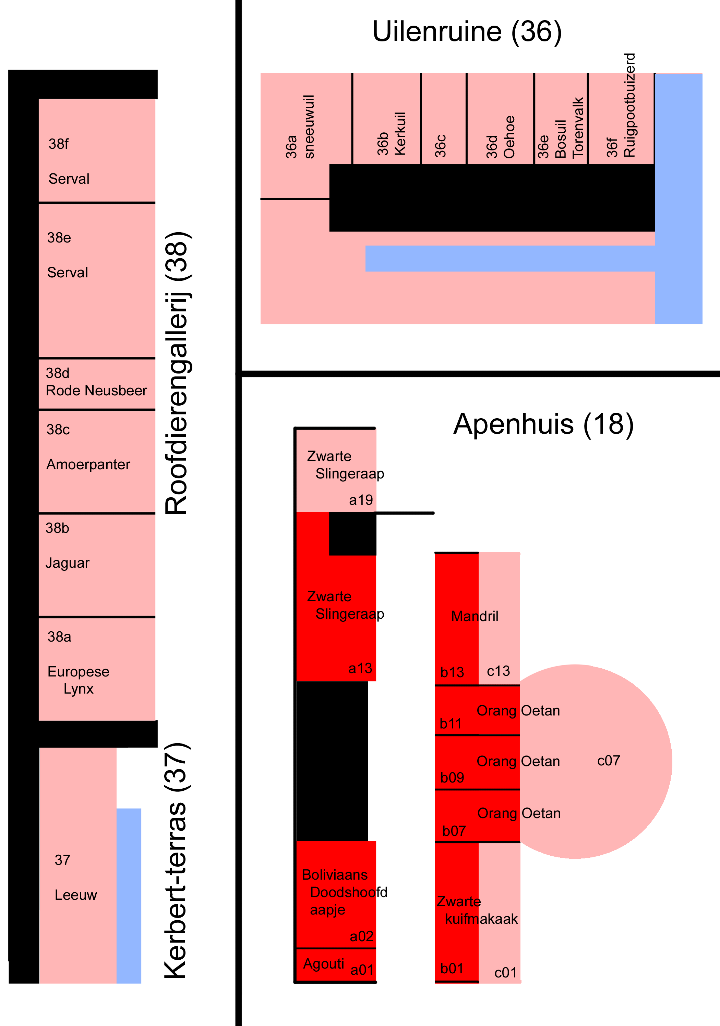 38f
Serval
38e
Serval
38d
Rode Neusbeer
38c
Amoerpanter
38b
Jaguar
38a
Europese
Lynx
Roofdierengallerij (38)
37
Leeuw
Kerbert-terras (37)
Uilenruine (36)
36a
sneeuwuil
36b
Kerkuil
36c
36d
Oehoe
36e
Bosuil
Torenvalk
36f
Ruigpootbuizerd
Apenhuis (18)
Zwarte
Slingeraap
a19
Zwarte
Slingeraap
a13
Boliviaans
Doodshoofd
aapje
a02
Agouti a01
Mandril
b13 c13
Orang Oetan
b11
Orang Oetan
b09
Orang Oetan
b07
c07
Zwarte
kuifmakaak
b01 c01